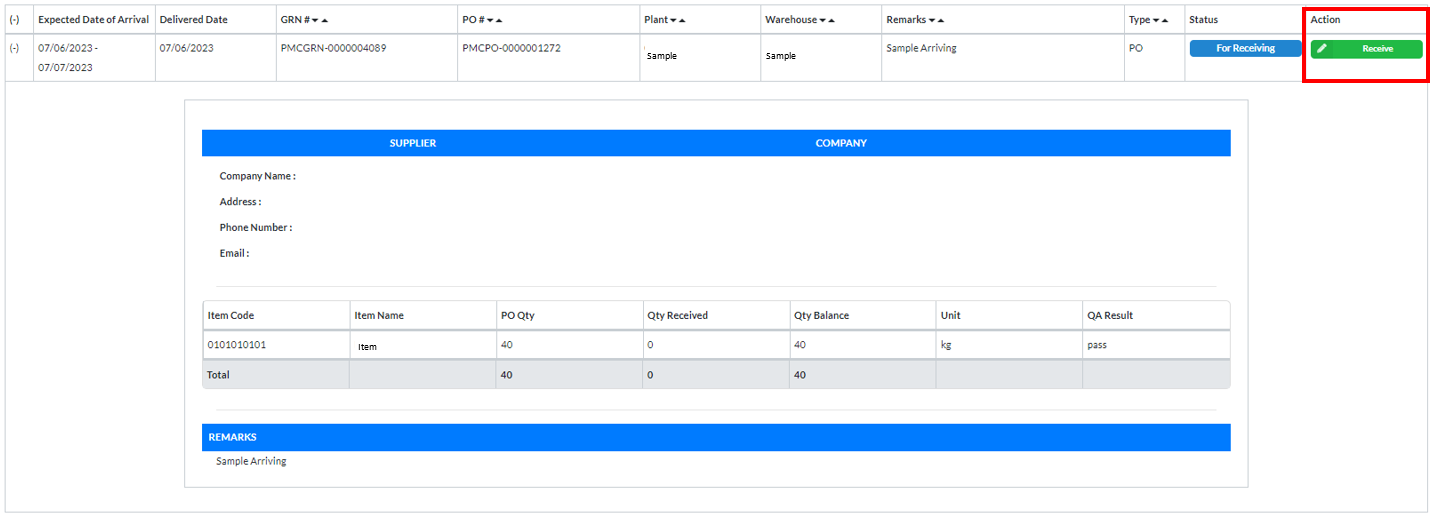 (-) Expected Date of Arrival Delivered Date GRN # PO # Plant Warehouse Remarks Type Status Action
(-) 07/06/2023 - 07/06/2023 PMCGRN-0000004089 PMCPO-0000001272 Sample Sample Sample Arriving PO For Receiving Receive
07/07/2023
SUPPLIER COMPANY
Company Name :
Address :
Phone Number :
Email :
Item Code Item Name PO Qty Qty Received Qty Balance Unit QA Result
0101010101 Item 40 0 40 kg pass
Total 40 0 40
REMARKS
Sample Arriving